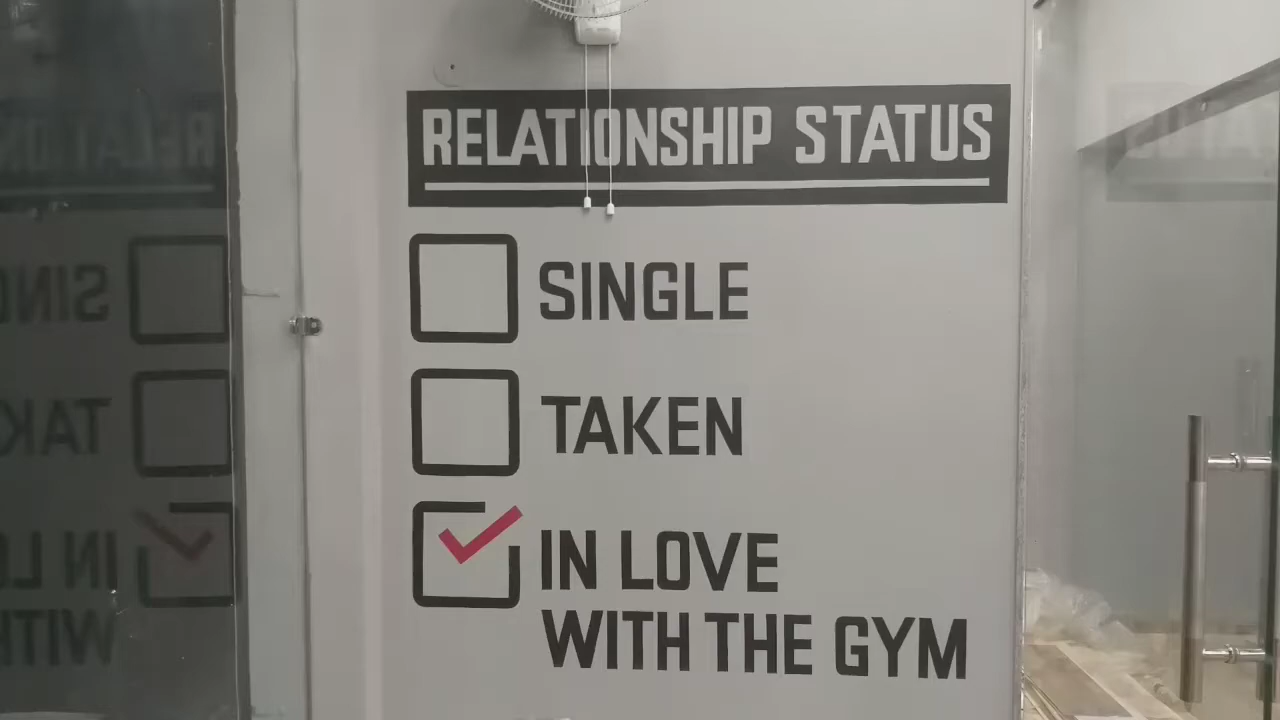 RELATIONSHIP STATUS
SINGLE
TAKEN
IN LOVE
WITH THE GYM